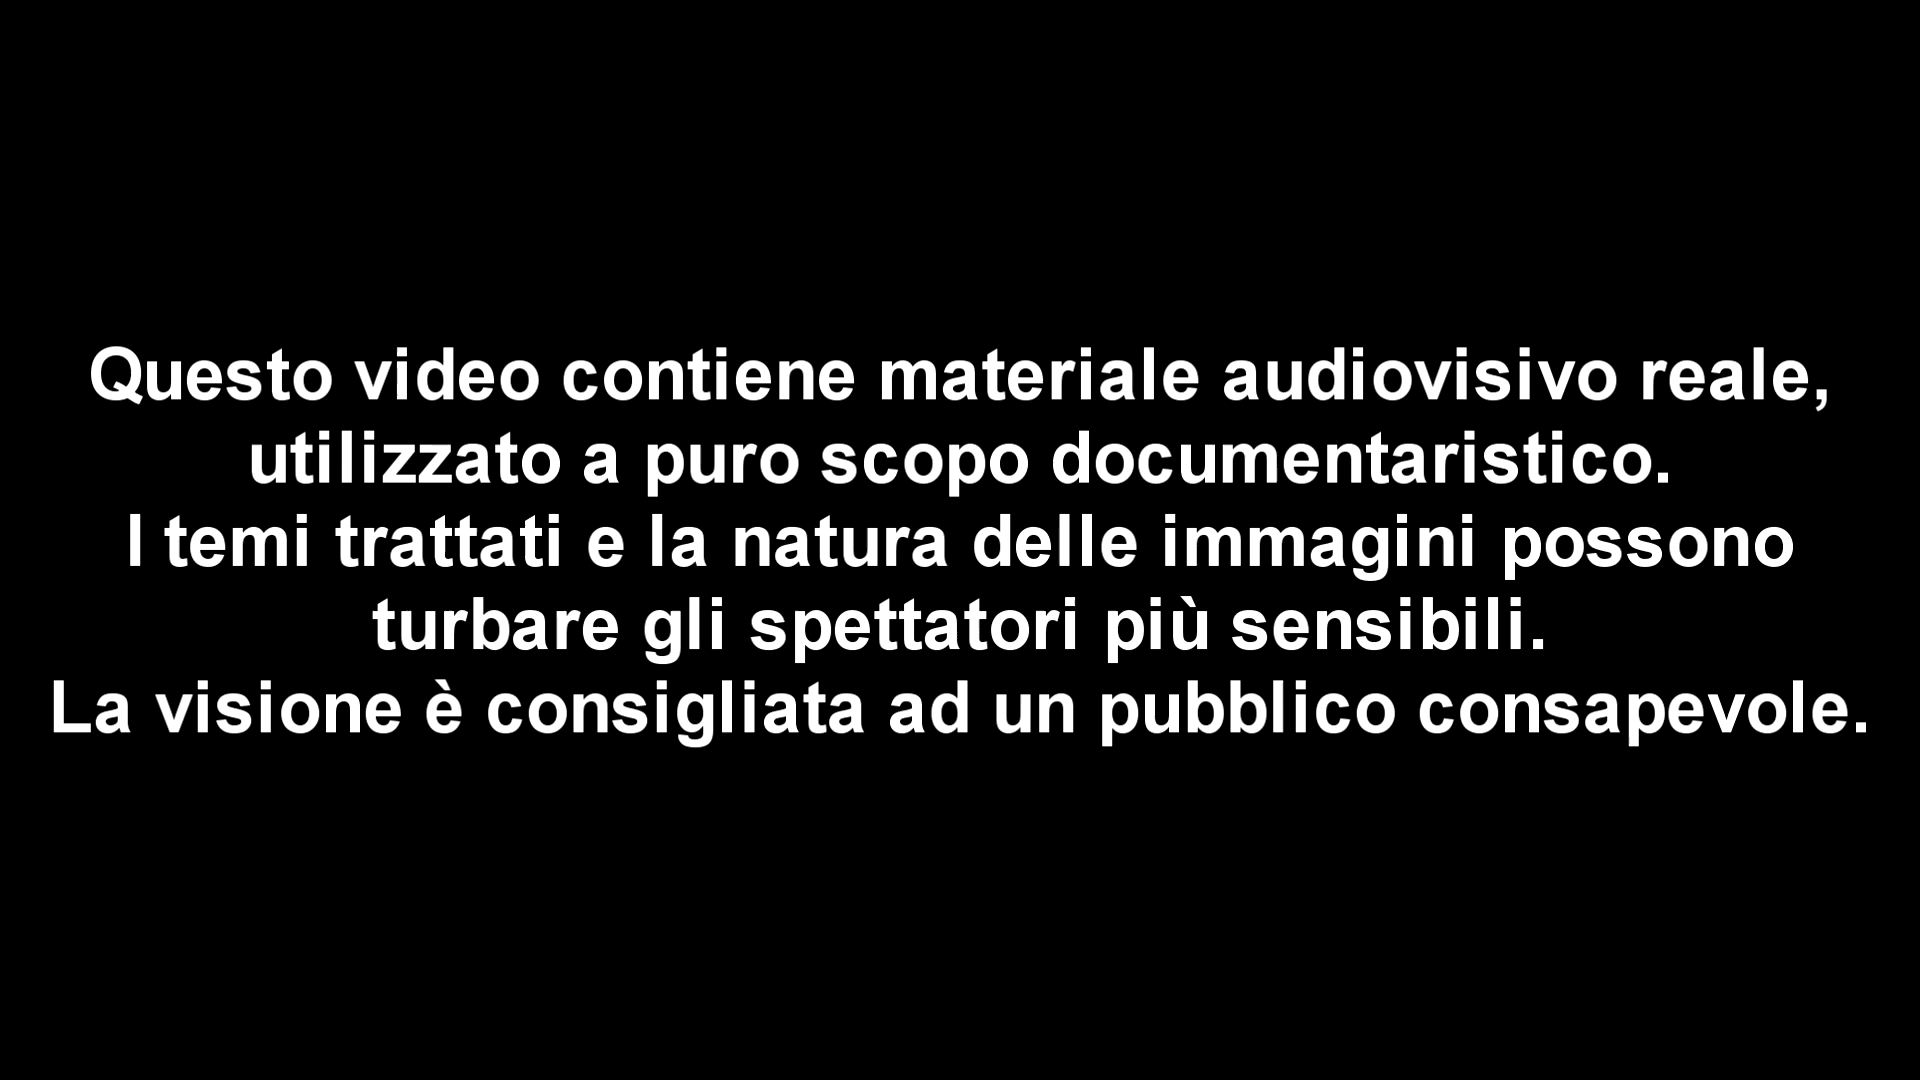 Questo video contiene materiale audiovisivo reale,
utilizzato a puro scopo documentaristico.
I temi trattati e la natura delle immagini possono
turbare gli spettatori più sensibili.
La visione è consigliata ad un pubblico consapevole.